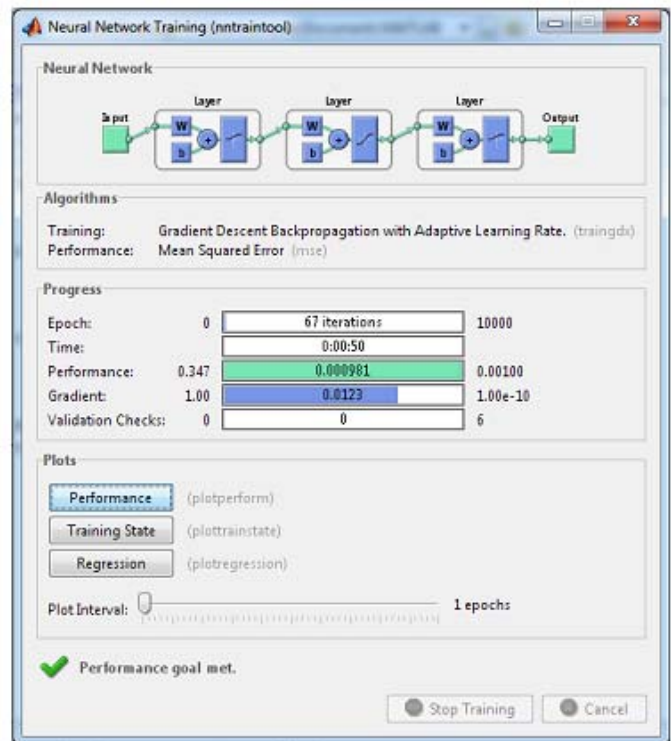 Neural Network Training (nntraintool)
Neural Network
Input Layer Layer Layer Output
W W W
+ + +
b b b
Algorithms
Training: Gradient Descent Backpropagation with Adaptive Learning Rate. (traingdx)
Performance: Mean Squared Error (mse)
Progress
Epoch: 0 67 iterations 10000
Time: 0:00:50
Performance: 0.347 0.000981 0.00100
Gradient: 1.00 0.0123 1.00e-10
Validation Checks: 0 0 6
Plots
Performance (plotperform)
Training State (plottrainstate)
Regression (plotregression)
Plot Interval: 1 epochs
Performance goal met.
Stop Training Cancel